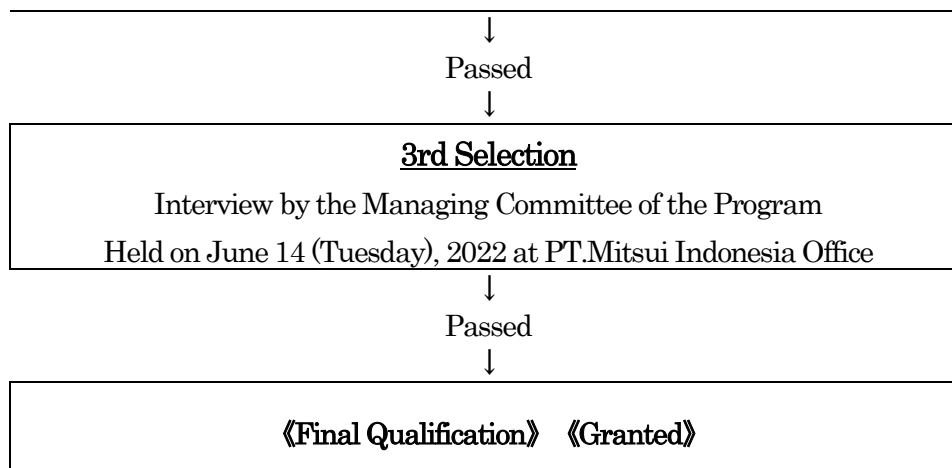 ↓
Passed
↓
3rd Selection
Interview by the Managing Committee of the Program
Held on June 14 (Tuesday), 2022 at PT.Mitsui Indonesia Office
↓
Passed
↓
《Final Qualification》 《Granted》